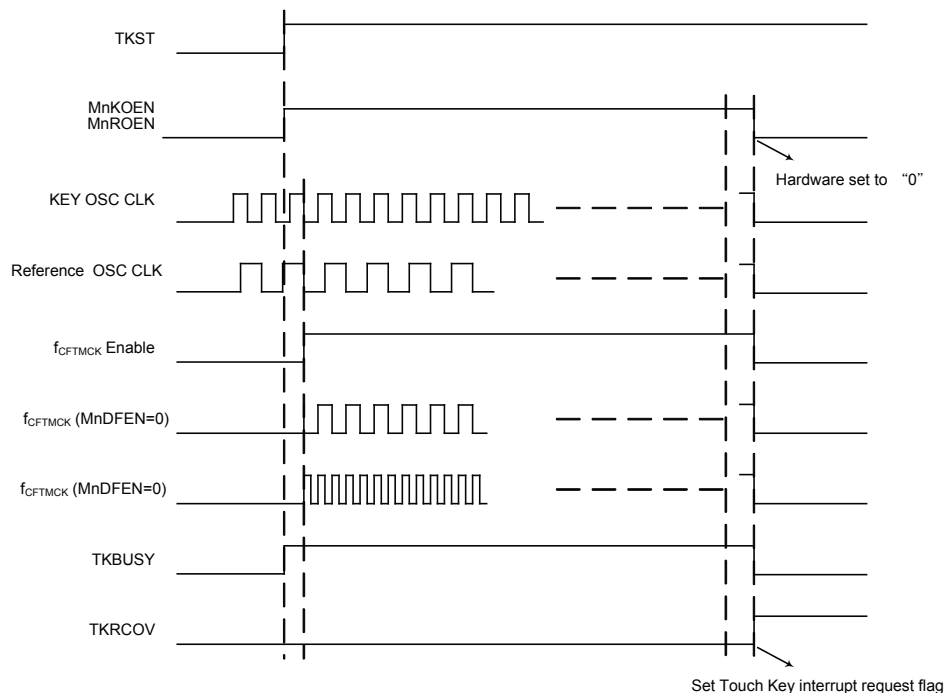 TKST
MnKOEN
MnROEN
Hardware set to “0”
KEY OSC CLK
Reference OSC CLK
fCFTMCK Enable
fCFTMCK (MnDFEN=0)
fCFTMCK (MnDFEN=0)
TKBUSY
TKRCOV
Set Touch Key interrupt request flag